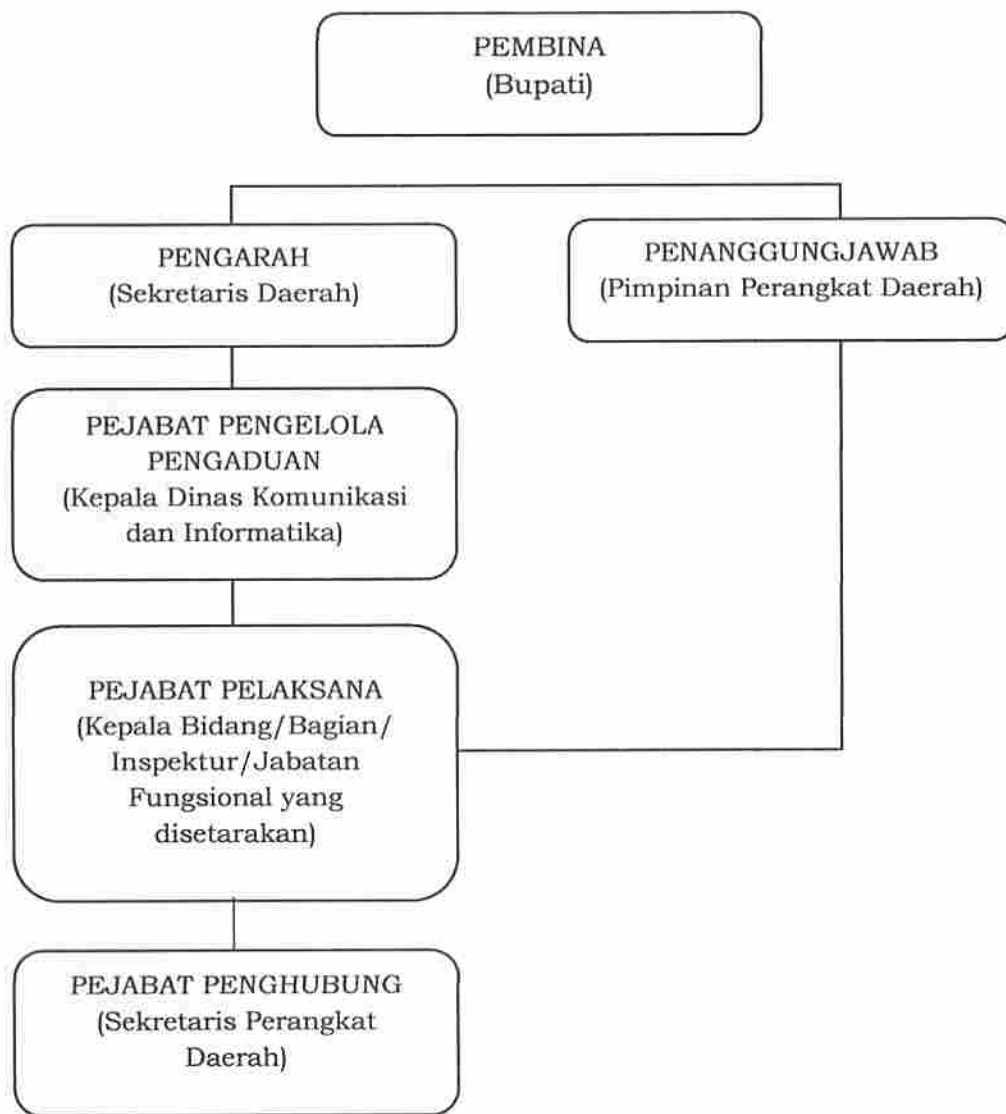 PEMBINA
(Bupati)
PENGARAH
(Sekretaris Daerah)
PENANGGUNGJAWAB
(Pimpinan Perangkat Daerah)
PEJABAT PENGELOLA
PENGADUAN
(Kepala Dinas Komunikasi
dan Informatika)
PEJABAT PELAKSANA
(Kepala Bidang/Bagian/
Inspektur/Jabatan
Fungsional yang
disetarakan)
PEJABAT PENGHUBUNG
(Sekretaris Perangkat
Daerah)